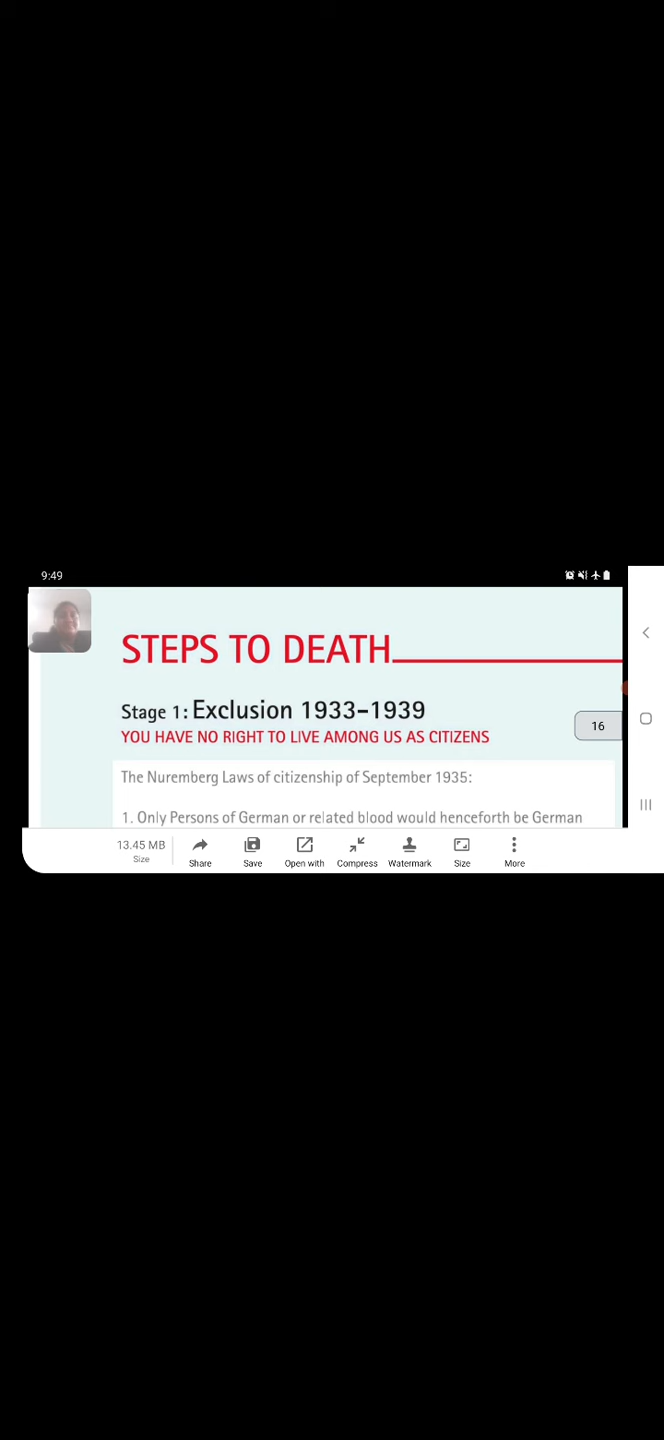 9:49
STEPS TO DEATH
Stage 1: Exclusion 1933–1939
YOU HAVE NO RIGHT TO LIVE AMONG US AS CITIZENS
16
The Nuremberg Laws of citizenship of September 1935:
1. Only Persons of German or related blood would henceforth be German
13.45 MB
Size
Share
Save
Open with
Compress
Watermark
Size
More